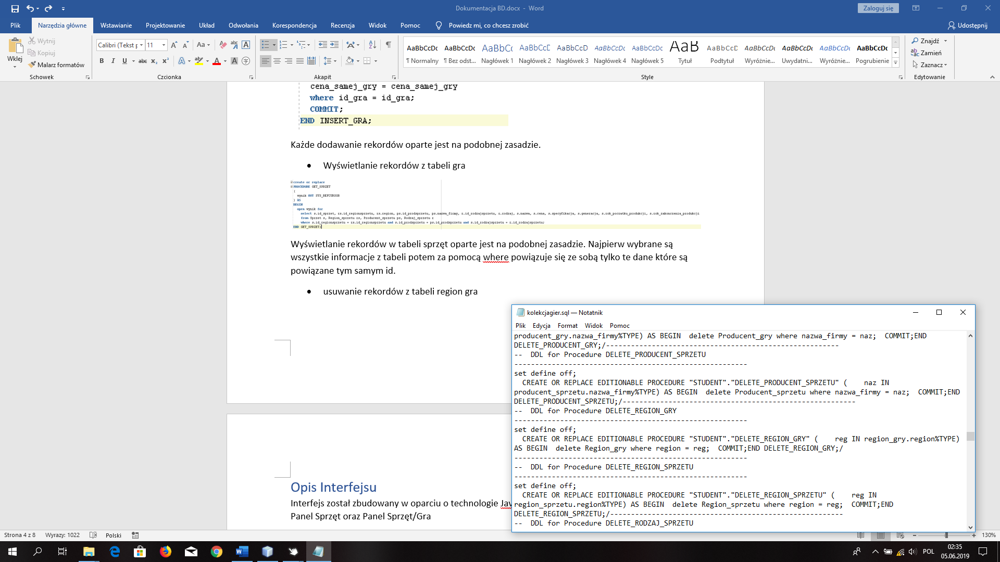 Dokumentacja BD.docx - Word
Zaloguj się
Plik
Narzędzia główne
Wstawianie
Projektowanie
Układ
Odwołania
Korespondencja
Recenzja
Widok
Pomoc
Powiedz mi, co chcesz zrobić
Udostępnij
Wklej
Wytnij
Kopiuj
Malarz formatów
Schowek
Calibri (Tekst p
11
Czcionka
Akapit
AaBbCcDc
¶ Normalny
AaBbCcDc
¶ Bez odst...
AaBbCc
Nagłówek 1
AaBbCcC
Nagłówek 2
AaBbCcD
Nagłówek 3
AaBbCcDc
Nagłówek 4
AaBbCcDc
Nagłówek 5
AaB
Tytuł
AaBbCcD
Podtytuł
AaBbCcDc
Wyróżnie...
AaBbCcDc
Uwydatni...
AaBbCcDc
Wyróżnie...
AaBbCcDc
Pogrubienie
Style
Znajdź
Zamień
Zaznacz
Edytowanie
cena_samej_gry = cena_samej_gry
where id_gra = id_gra;
COMMIT;
END INSERT_GRA;
Każde dodawanie rekordów oparte jest na podobnej zasadzie.
• Wyświetlanie rekordów z tabeli gra
create or replace
PROCEDURE GET_SPRZET
(
wynik OUT SYS_REFCURSOR
) AS
BEGIN
open wynik for
select s.id_sprzet, rs.id_regionsprzetu, rs.region, ps.id_prodsprzetu, ps.nazwa_firmy, r.id_rodzajsprzetu, r.rodzaj, s.nazwa, s.cena, s.specyfikacja, s.generacja, s.rok_poczatku_produkcji, s.rok_zakonczenia_produkcji
from Sprzet s, Region_sprzetu rs, Producent_sprzetu ps, Rodzaj_sprzetu r
where s.id_regionsprzetu = rs.id_regionsprzetu and s.id_prodsprzetu = ps.id_prodsprzetu and s.id_rodzajsprzetu = r.id_rodzajsprzetu;
END GET_SPRZET;
Wyświetlanie rekordów w tabeli sprzęt oparte jest na podobnej zasadzie. Najpierw wybrane są
wszystkie informacje z tabeli potem za pomocą where powiązuje się ze sobą tylko te dane które są
powiązane tym samym id.
• usuwanie rekordów z tabeli region gra
Opis Interfejsu
Interfejs został zbudowany w oparciu o technologie Jav
Panel Sprzęt oraz Panel Sprzęt/Gra
kolekcjagier.sql — Notatnik
Plik Edycja Format Widok Pomoc
producent_gry.nazwa_firmy%TYPE) AS BEGIN  delete Producent_gry where nazwa_firmy = naz;  COMMIT;END
DELETE_PRODUCENT_GRY;/--------------------------------------------------------
--  DDL for Procedure DELETE_PRODUCENT_SPRZETU
--------------------------------------------------------
set define off;
  CREATE OR REPLACE EDITIONABLE PROCEDURE "STUDENT"."DELETE_PRODUCENT_SPRZETU" (    naz IN
producent_sprzetu.nazwa_firmy%TYPE) AS BEGIN  delete Producent_sprzetu where nazwa_firmy = naz;  COMMIT;END
DELETE_PRODUCENT_SPRZETU;/--------------------------------------------------------
--  DDL for Procedure DELETE_REGION_GRY
--------------------------------------------------------
set define off;
  CREATE OR REPLACE EDITIONABLE PROCEDURE "STUDENT"."DELETE_REGION_GRY" (    reg IN region_gry.region%TYPE)
AS BEGIN  delete Region_gry where region = reg;  COMMIT;END DELETE_REGION_GRY;/
--------------------------------------------------------
--  DDL for Procedure DELETE_REGION_SPRZETU
--------------------------------------------------------
set define off;
  CREATE OR REPLACE EDITIONABLE PROCEDURE "STUDENT"."DELETE_REGION_SPRZETU" (    reg IN
region_sprzetu.region%TYPE) AS BEGIN  delete Region_sprzetu where region = reg;  COMMIT;END
DELETE_REGION_SPRZETU;/--------------------------------------------------------
--  DDL for Procedure DELETE_RODZAJ_SPRZETU
Strona 4 z 8
Wyrazy: 1022
Polski
130%
POL
02:35
05.06.2019